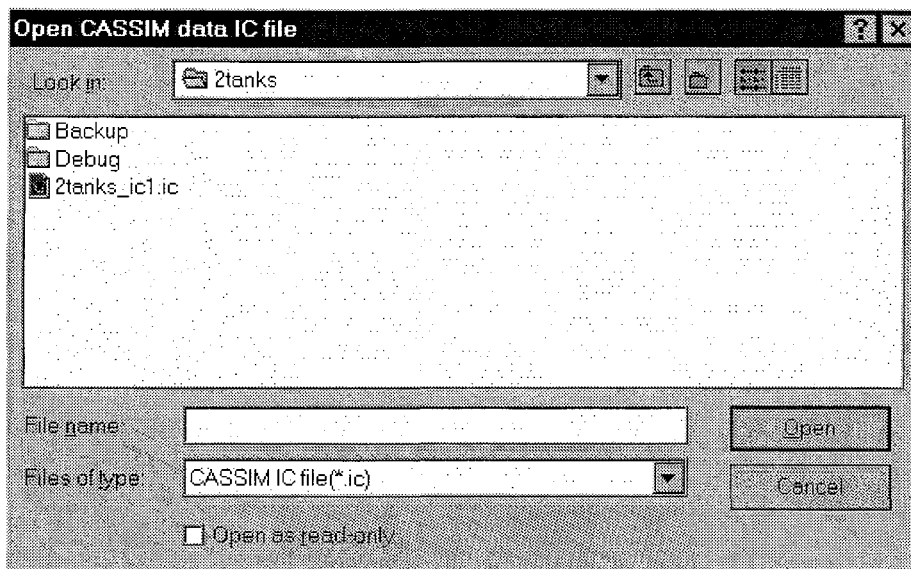 Open CASSIM data IC file
Look in: 2tanks
Backup
Debug
2tanks_ic1.ic
File name Open
Files of type: CASSIM IC file(*.ic) Cancel
Open as read-only